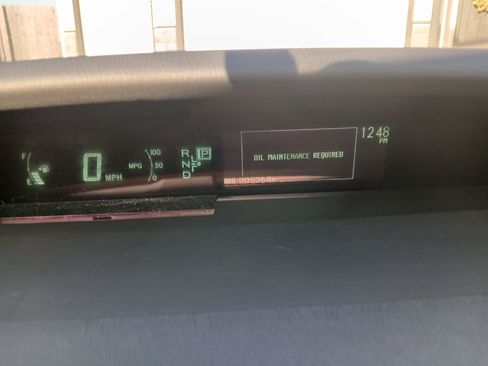 12:48
PM
F
E
0
MPH
MPG
100
50
0
R
N
D
P
OIL MAINTENANCE REQUIRED